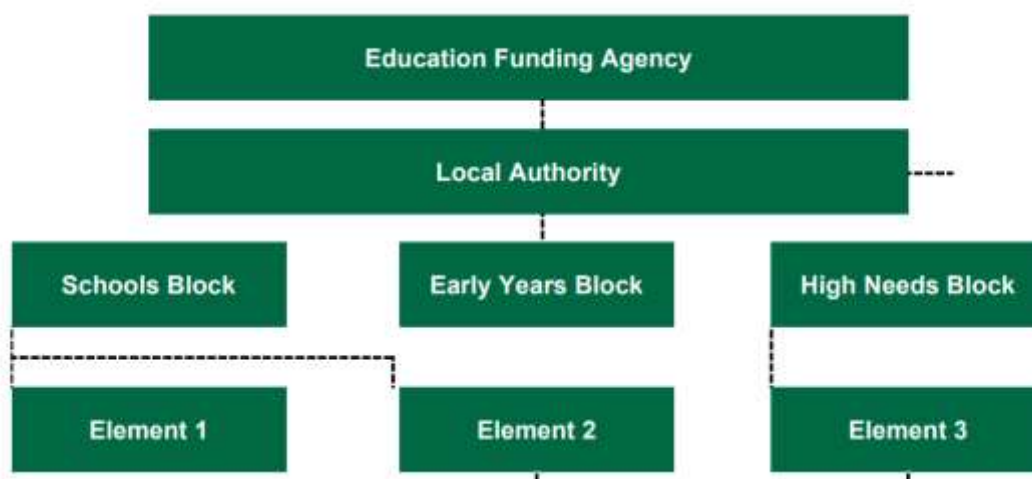 Education Funding Agency
Local Authority
Schools Block
Early Years Block
High Needs Block
Element 1
Element 2
Element 3